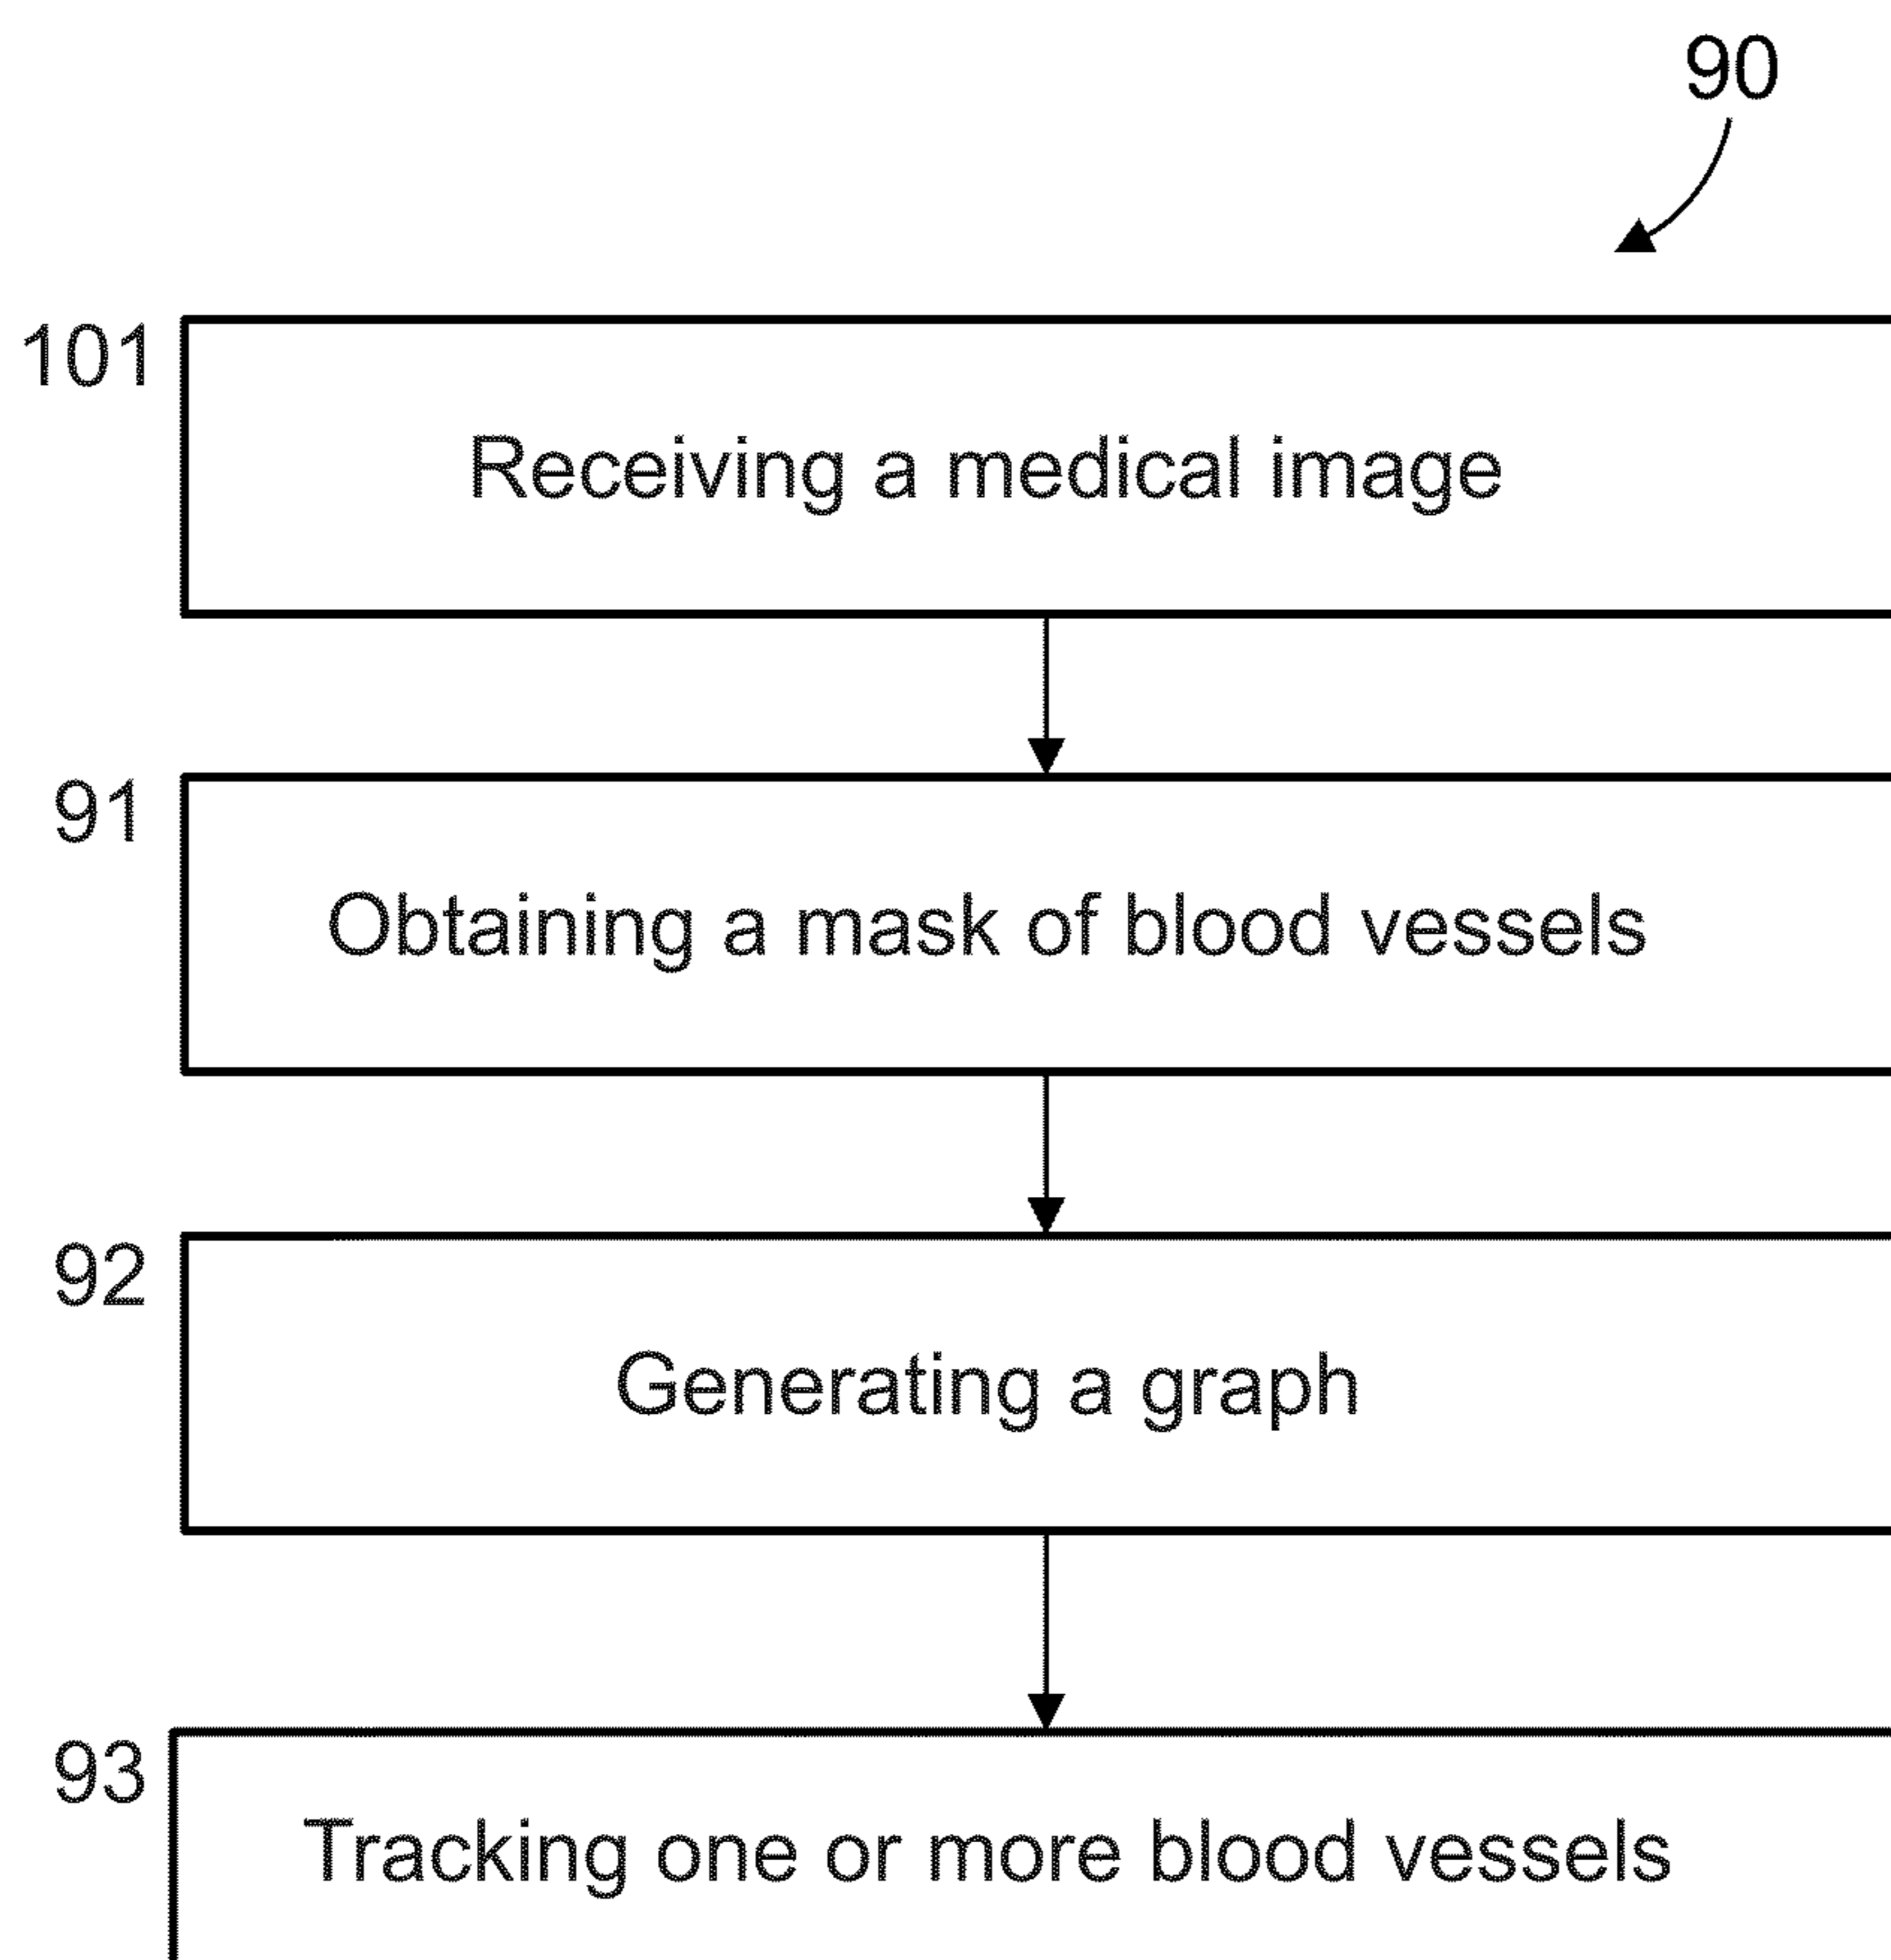 90
101
Receiving a medical image
91
Obtaining a mask of blood vessels
92
Generating a graph
93
Tracking one or more blood vessels